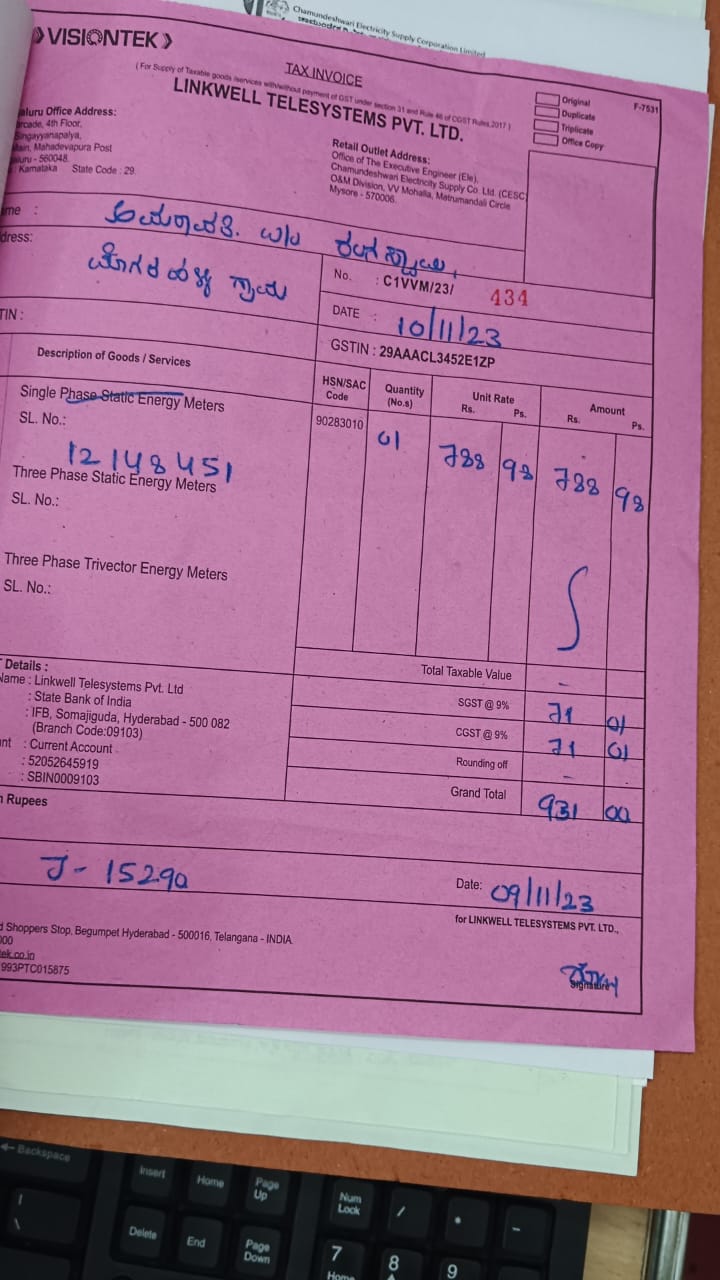 Chamundeshwari Electricity Supply Corporation Limited
VISIONTEK
TAX INVOICE
( For Supply of Taxable goods /services with/without payment of GST under section 31 and Rule 46 of CGST Rules,2017 )
LINKWELL TELESYSTEMS PVT. LTD.
Original
Duplicate
Triplicate
Office Copy
F-7531
Office Address:
4th Floor,
Mahadevapura Post
- 560048.
Karnataka State Code : 29.
Retail Outlet Address:
Office of The Executive Engineer (Ele),
Chamundeshwari Electricity Supply Co. Ltd. (CESC)
O&M Division, VV Mohalla, Matrumandali Circle
Mysore - 570006.
W/o
ಗ್ರಾಮ
No. : C1VVM/23/ 434
DATE : 10/11/23
GSTIN : 29AAACL3452E1ZP
Description of Goods / Services
HSN/SAC Code
Quantity (No.s)
Unit Rate
Rs. Ps.
Amount
Rs. Ps.
Single Phase Static Energy Meters
90283010 01 788 98 788 98
SL. No.:
12148451
Three Phase Static Energy Meters
SL. No.:
Three Phase Trivector Energy Meters
SL. No.:
Total Taxable Value -
SGST @ 9% 71 01
CGST @ 9% 71 01
Rounding off -
Grand Total 931 00
Details :
: Linkwell Telesystems Pvt. Ltd
: State Bank of India
: IFB, Somajiguda, Hyderabad - 500 082
(Branch Code:09103)
: Current Account
: 52052645919
: SBIN0009103
Rupees
J - 15290
Date: 09/11/23
for LINKWELL TELESYSTEMS PVT. LTD.,
Shoppers Stop, Begumpet Hyderabad - 500016, Telangana - INDIA
993PTC015875
Signature
Backspace
Insert
Home
Page Up
Num Lock
/
-
\
Delete
End
Page Down
7
8
9
Home